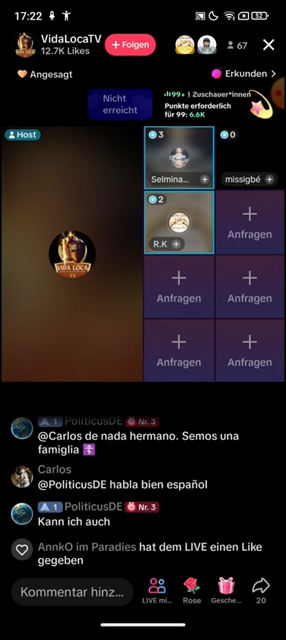 17:22
52
VidaLocaTV
12.7K Likes
+ Folgen
67
Angesagt
Erkunden >
Nicht
erreicht
99+ | Zuschauer*innen
Punkte erforderlich
für 99: 6.6K
Host
3
0
Selmina...
missigbé
2
R.K
Anfragen
VIDA LOCA
Anfragen
Anfragen
Anfragen
Anfragen
Anfragen
1 PoliticusDE Nr. 3
@Carlos de nada hermano. Semos una
famiglia
Carlos
@PoliticusDE habla bien español
1 PoliticusDE Nr. 3
Kann ich auch
AnnkO im Paradies hat dem LIVE einen Like
gegeben
Kommentar hinz...
LIVE mi...
Rose
Gesche...
20